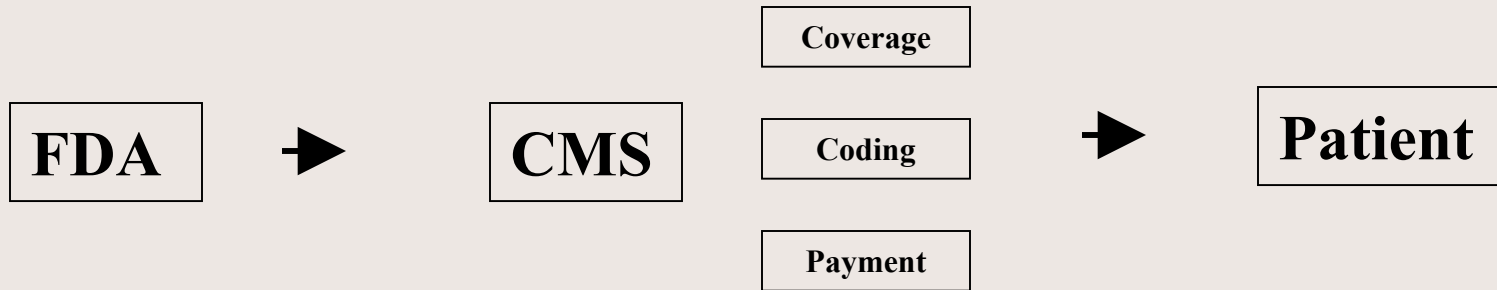 FDA
CMS
Coverage
Coding
Payment
Patient